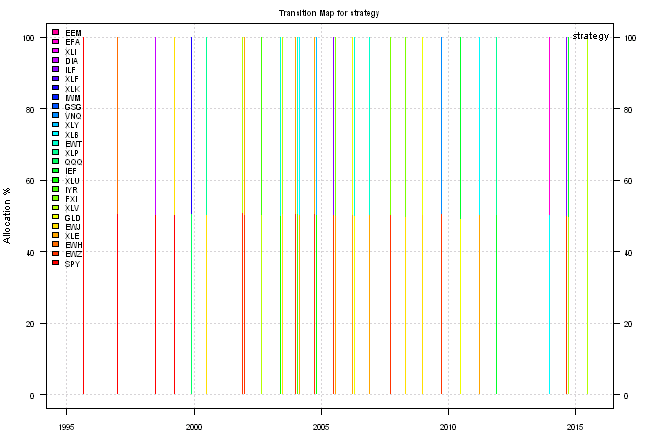 Transition Map for strategy
strategy
Allocation %
100
80
60
40
20
0
EEM
EFA
XLI
DIA
ILF
XLF
XLK
IWM
GSG
VNQ
XLY
XLB
EWT
XLP
QQQ
IEF
XLU
IYR
FXI
XLV
GLD
EWJ
XLE
EWH
EWZ
SPY
100
80
60
40
20
0
1995
2000
2005
2010
2015